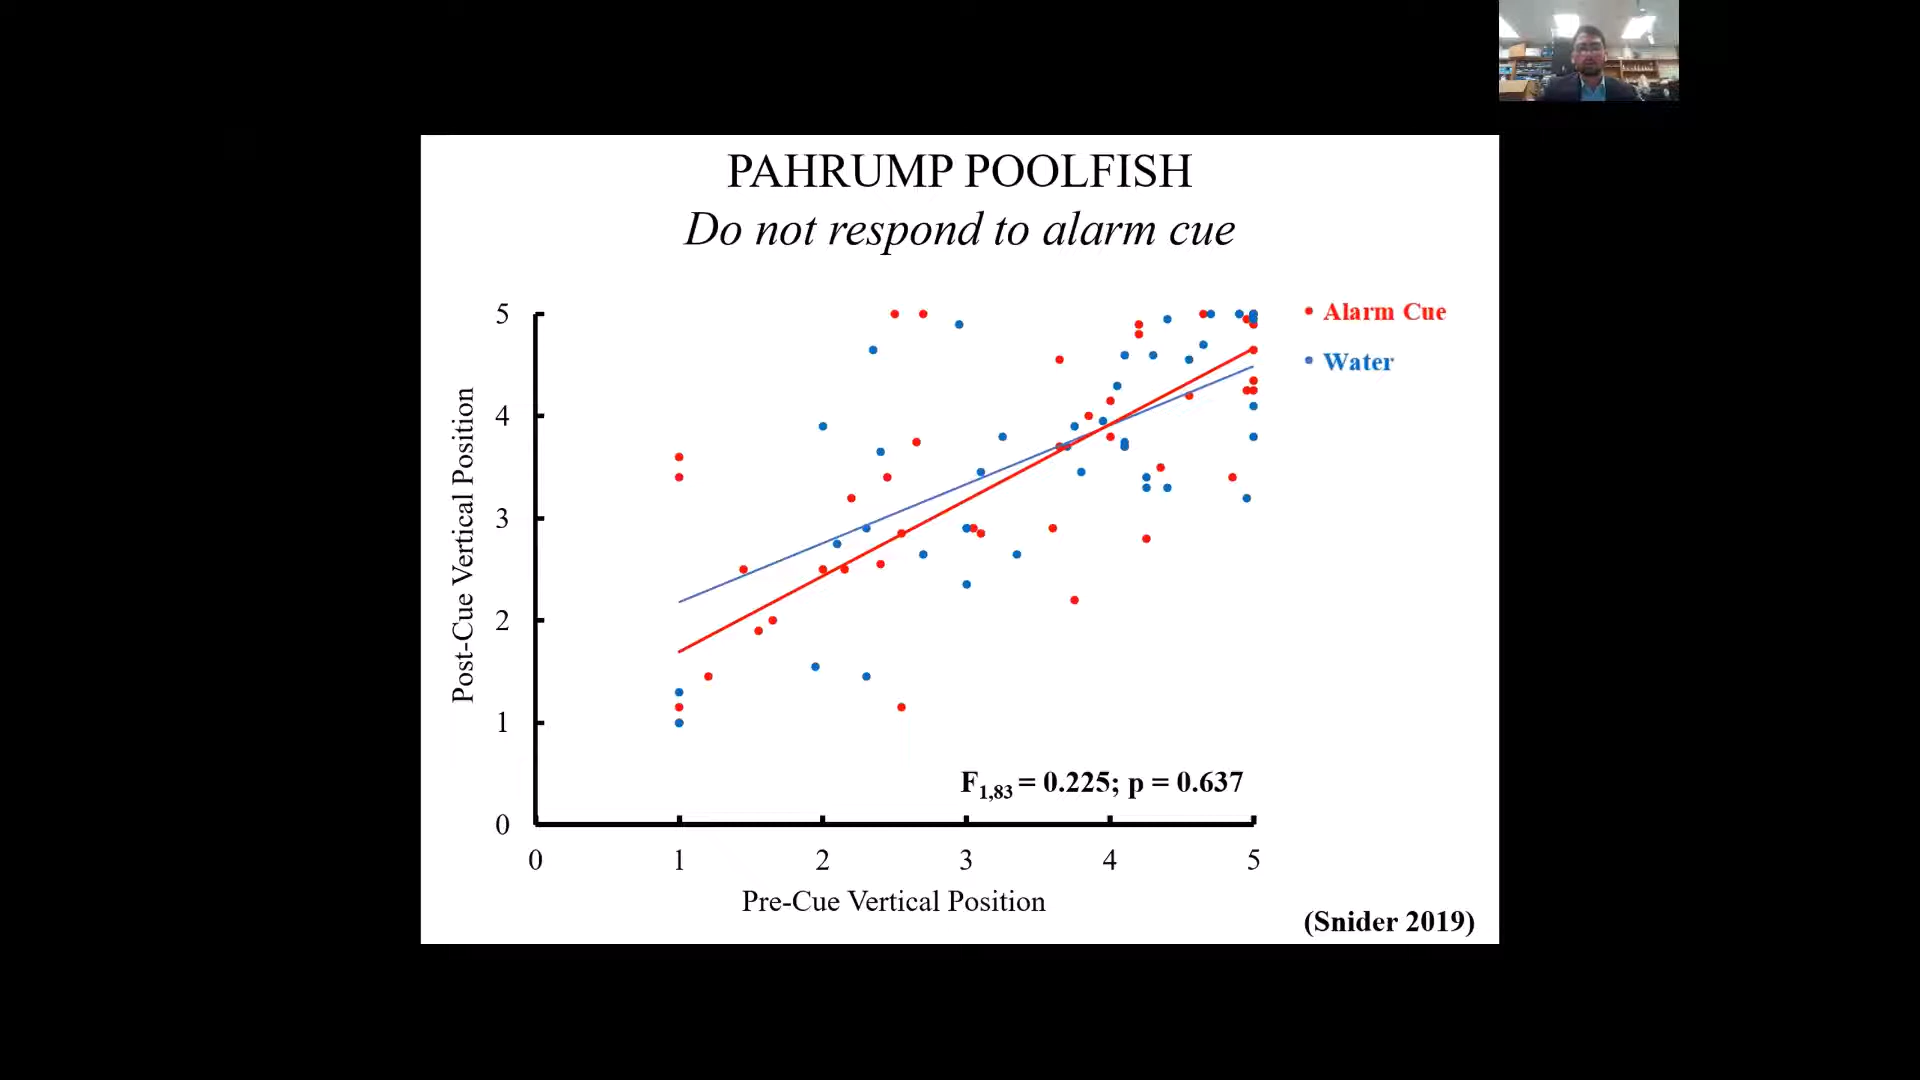 PAHRUMP POOLFISH
Do not respond to alarm cue
Alarm Cue
Water
Post-Cue Vertical Position
5
4
3
2
1
0
F1,83 = 0.225; p = 0.637
0 1 2 3 4 5
Pre-Cue Vertical Position
(Snider 2019)